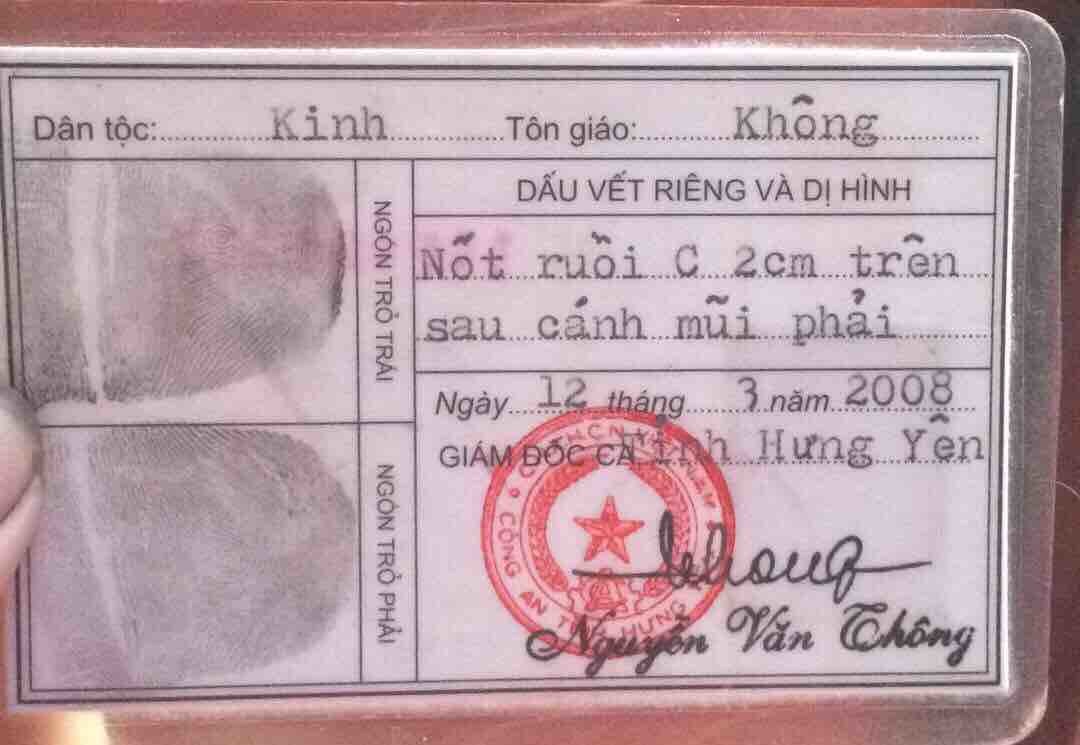 Dân tộc: Kinh Tôn giáo: Không
NGÓN TRỎ TRÁI
DẤU VẾT RIÊNG VÀ DỊ HÌNH
Nốt ruồi C 2cm trên
sau cánh mũi phải
NGÓN TRỎ PHẢI
Ngày 12 tháng 3 năm 2008
GIÁM ĐỐC CA Tỉnh Hưng Yên
CÔNG AN TỈNH HƯNG
Nguyễn Văn Thông